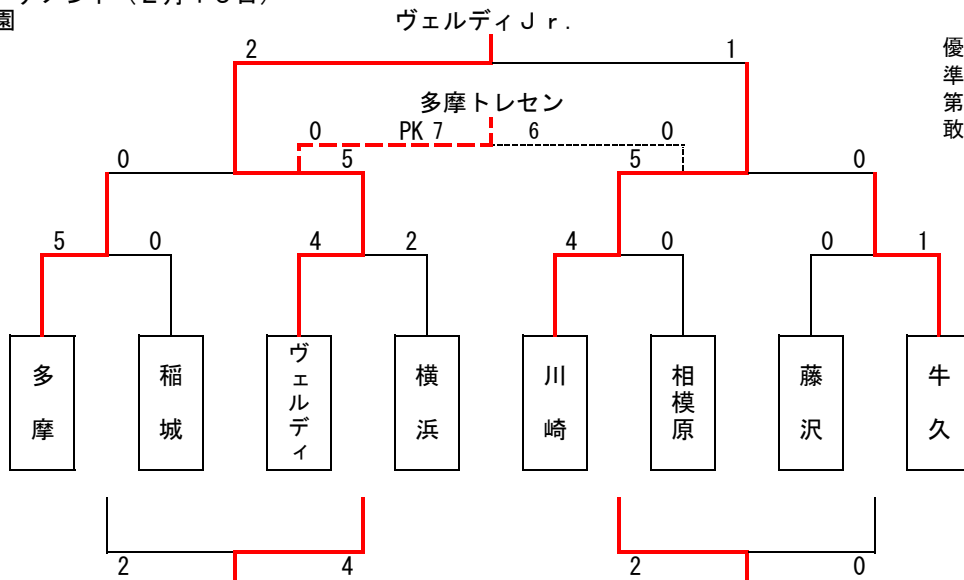 園
ヴェルディＪｒ.
2 1
多摩トレセン
0 PK 7 6 0
0 5 5 0
5 0 4 2 4 0 0 1
多摩 稲城 ヴェルディ 横浜 川崎 相模原 藤沢 牛久
2 4 2 0
優
準
第
敢